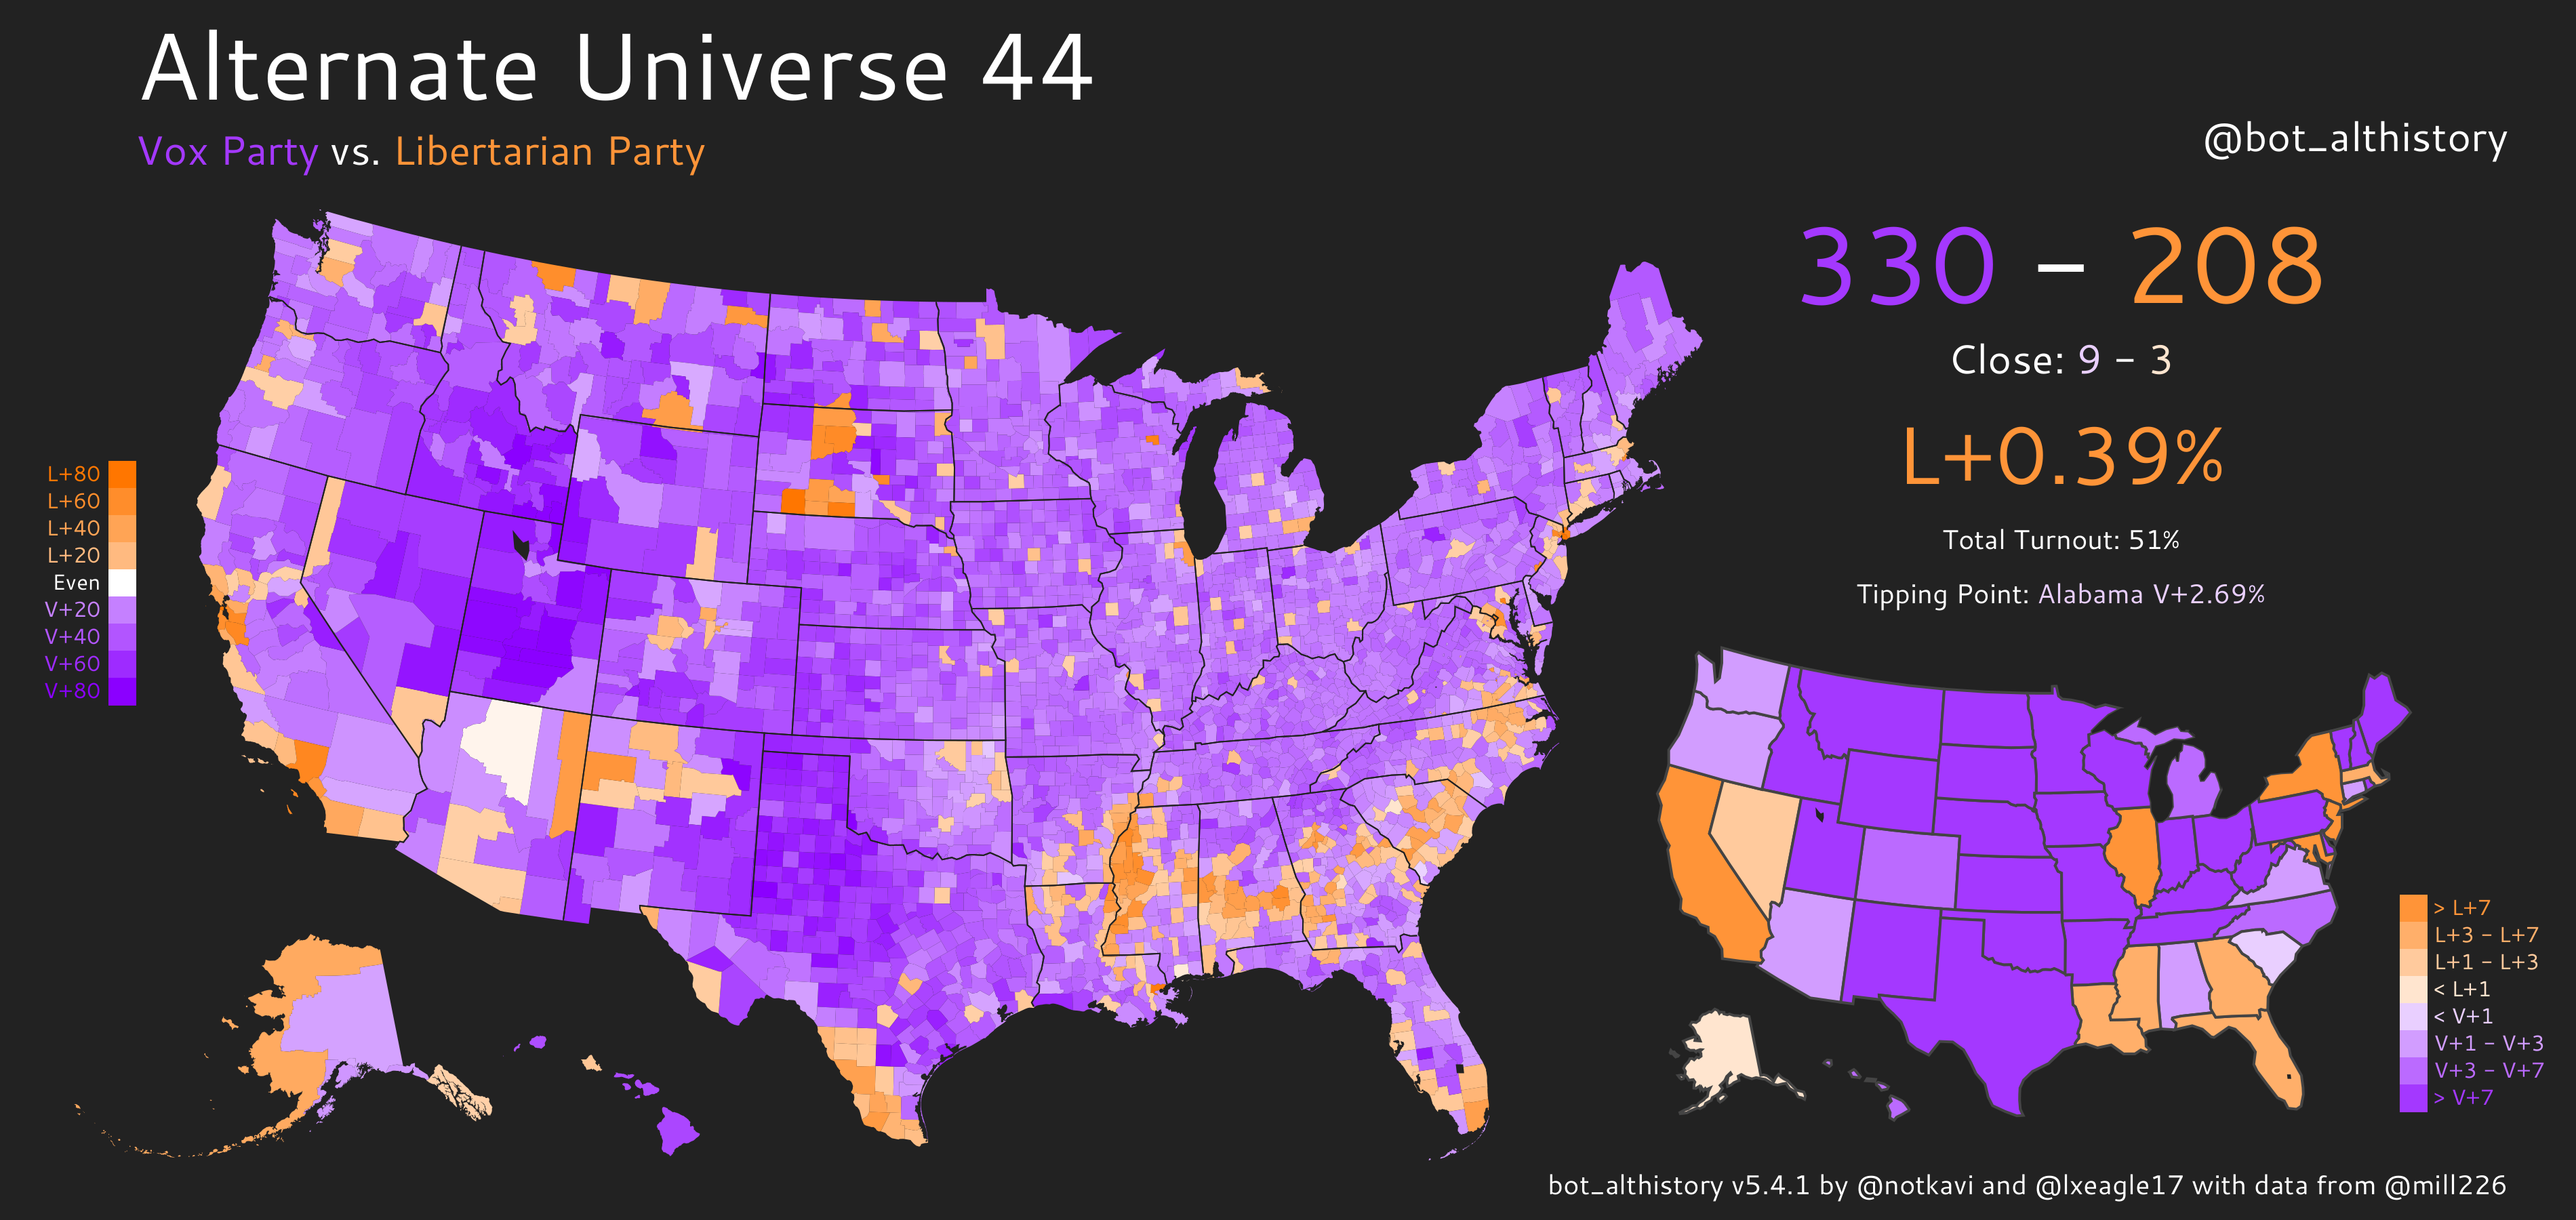 Alternate Universe 44
Vox Party vs. Libertarian Party
@bot_althistory
330 – 208
Close: 9 – 3
L+0.39%
Total Turnout: 51%
Tipping Point: Alabama V+2.69%
L+80
L+60
L+40
L+20
Even
V+20
V+40
V+60
V+80
> L+7
L+3 – L+7
L+1 – L+3
< L+1
< V+1
V+1 – V+3
V+3 – V+7
> V+7
bot_althistory v5.4.1 by @notkavi and @lxeagle17 with data from @mill226